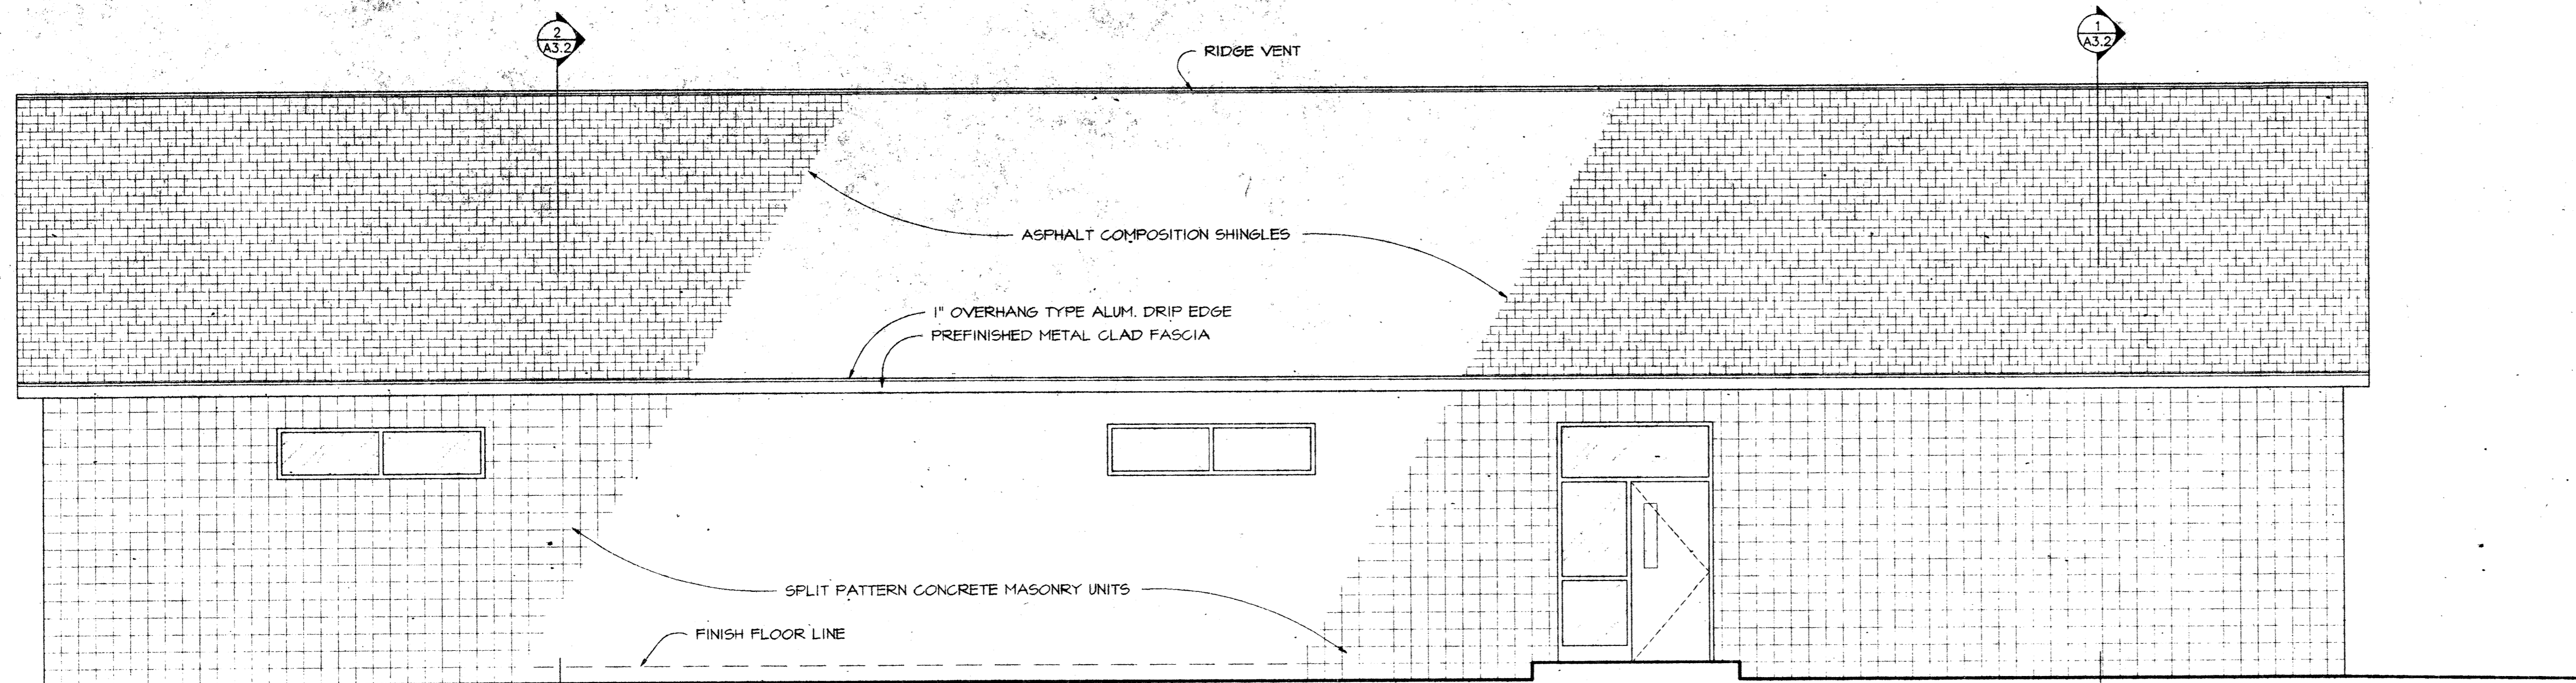 2
A3.2
1
A3.2
RIDGE VENT
ASPHALT COMPOSITION SHINGLES
1" OVERHANG TYPE ALUM. DRIP EDGE
PREFINISHED METAL CLAD FASCIA
SPLIT PATTERN CONCRETE MASONRY UNITS
FINISH FLOOR LINE